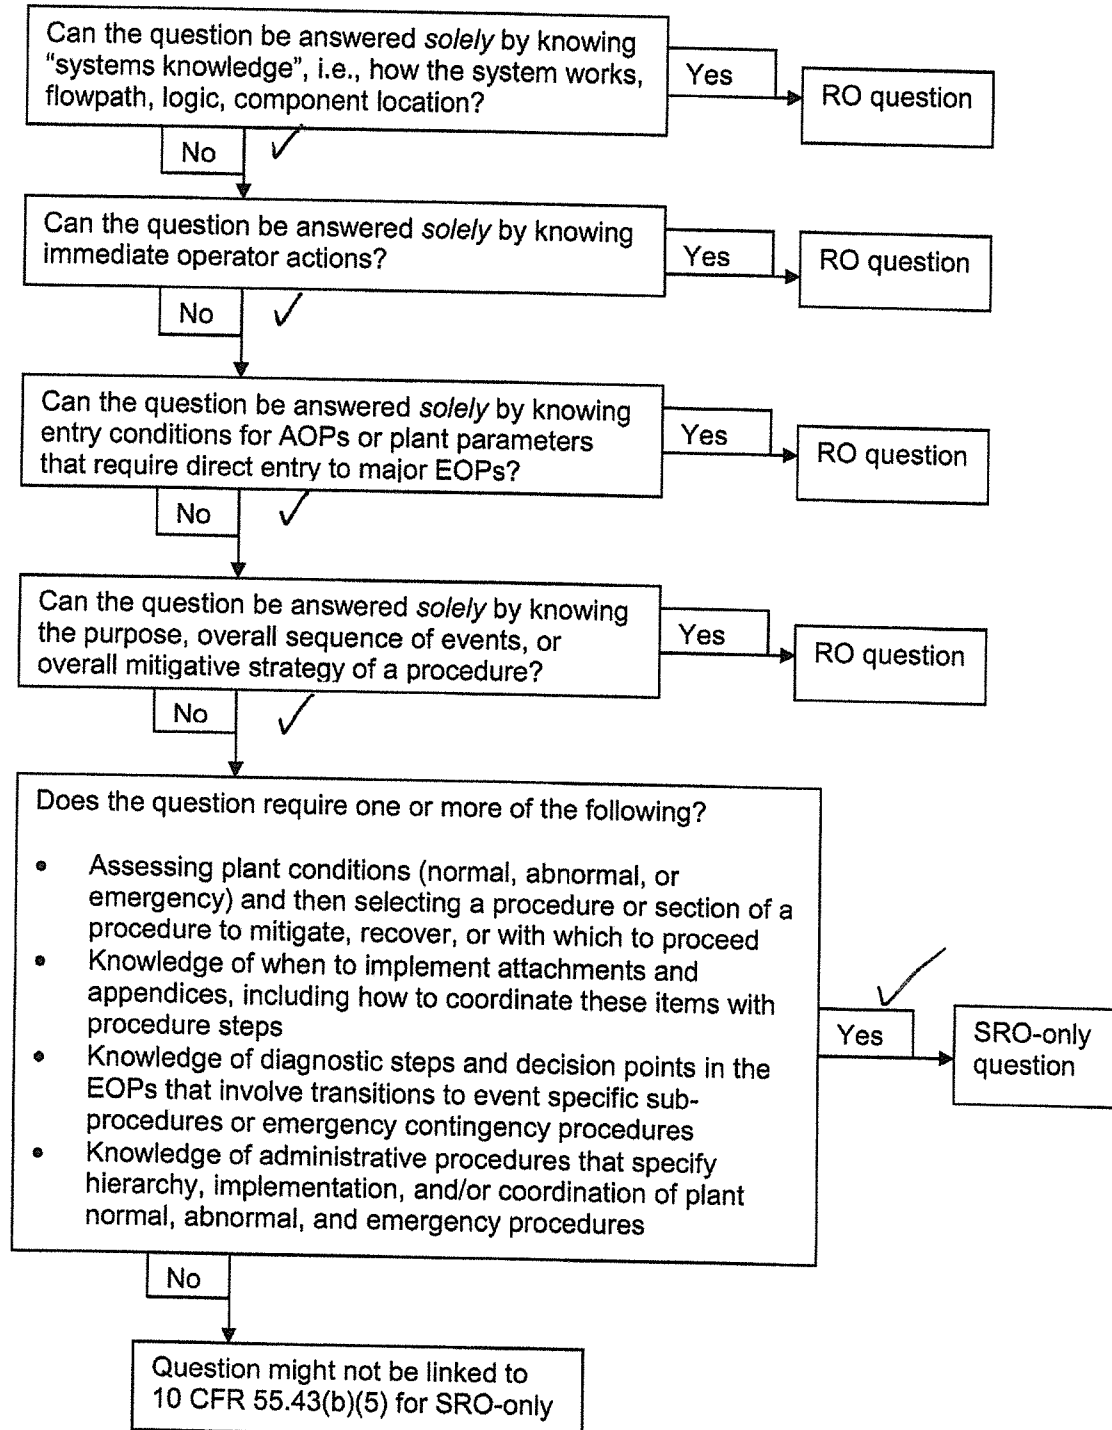 Can the question be answered solely by knowing
“systems knowledge”, i.e., how the system works,
flowpath, logic, component location?
Yes
RO question
No ✓
Can the question be answered solely by knowing
immediate operator actions?
Yes
RO question
No ✓
Can the question be answered solely by knowing
entry conditions for AOPs or plant parameters
that require direct entry to major EOPs?
Yes
RO question
No ✓
Can the question be answered solely by knowing
the purpose, overall sequence of events, or
overall mitigative strategy of a procedure?
Yes
RO question
No ✓
Does the question require one or more of the following?
• Assessing plant conditions (normal, abnormal, or
emergency) and then selecting a procedure or section of a
procedure to mitigate, recover, or with which to proceed
• Knowledge of when to implement attachments and
appendices, including how to coordinate these items with
procedure steps
• Knowledge of diagnostic steps and decision points in the
EOPs that involve transitions to event specific sub-
procedures or emergency contingency procedures
• Knowledge of administrative procedures that specify
hierarchy, implementation, and/or coordination of plant
normal, abnormal, and emergency procedures
✓
Yes
SRO-only
question
No
Question might not be linked to
10 CFR 55.43(b)(5) for SRO-only